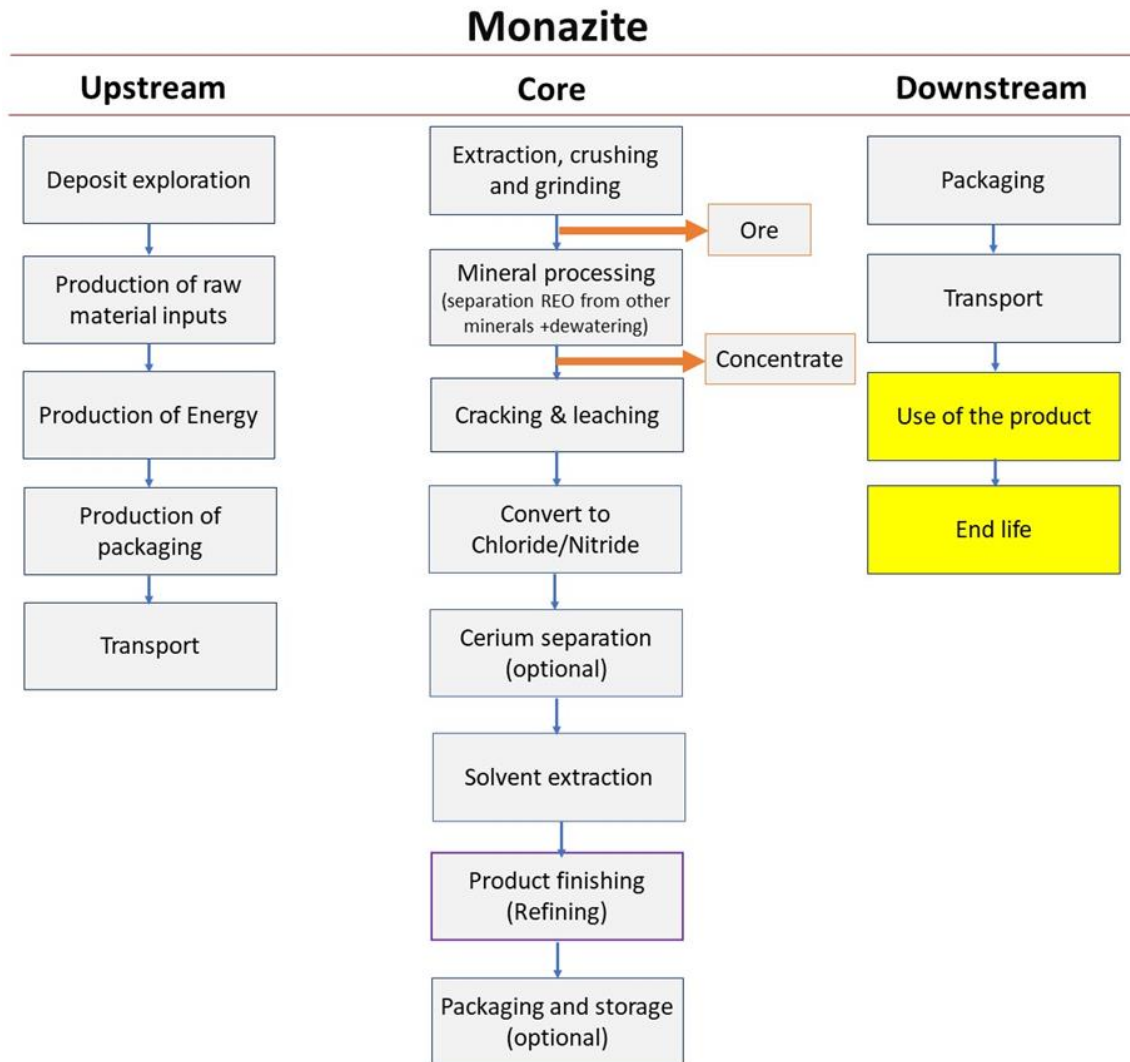 Monazite
Upstream
Core
Downstream
Deposit exploration
Production of raw
material inputs
Production of Energy
Production of
packaging
Transport
Extraction, crushing
and grinding
Ore
Mineral processing
(separation REO from other
minerals +dewatering)
Concentrate
Cracking & leaching
Convert to
Chloride/Nitride
Cerium separation
(optional)
Solvent extraction
Product finishing
(Refining)
Packaging and storage
(optional)
Packaging
Transport
Use of the product
End life